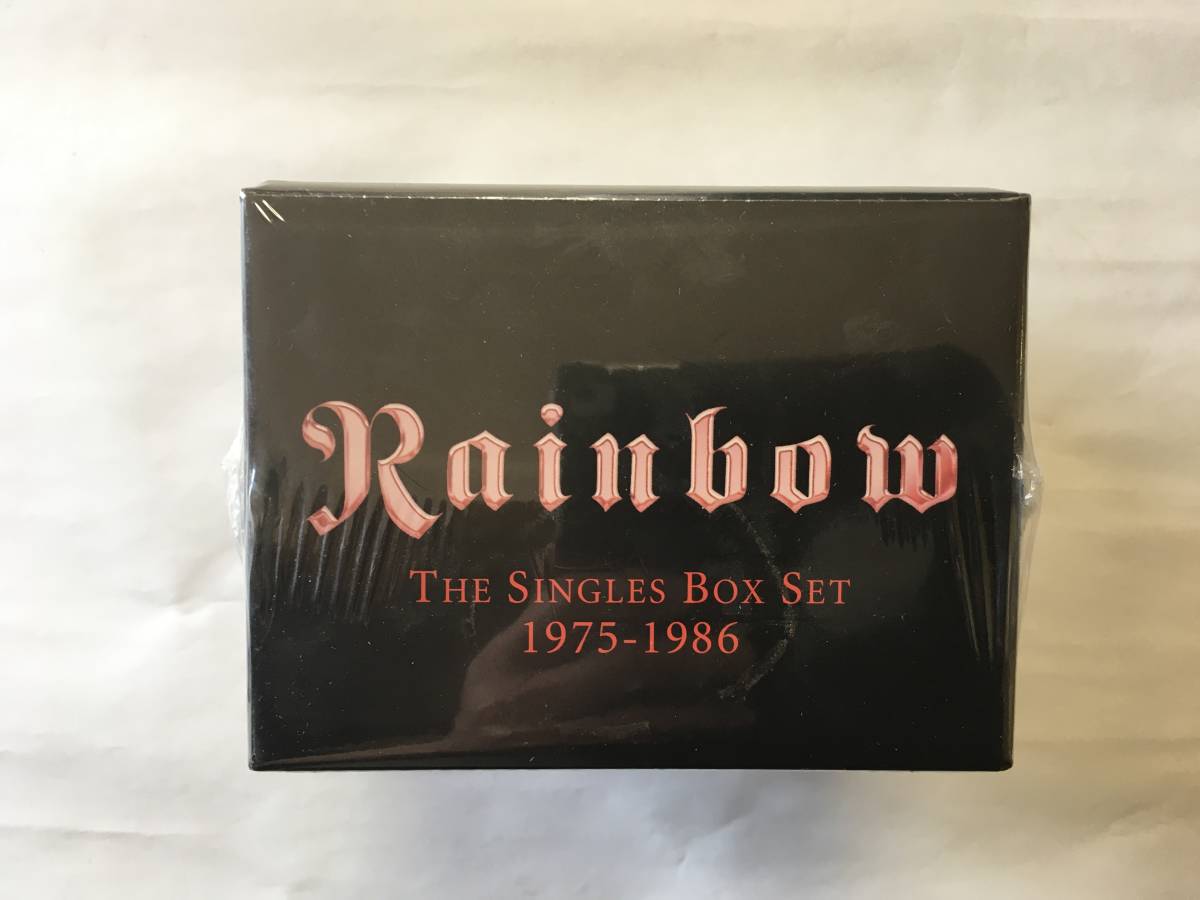 Rainbow
The Singles Box Set
1975-1986